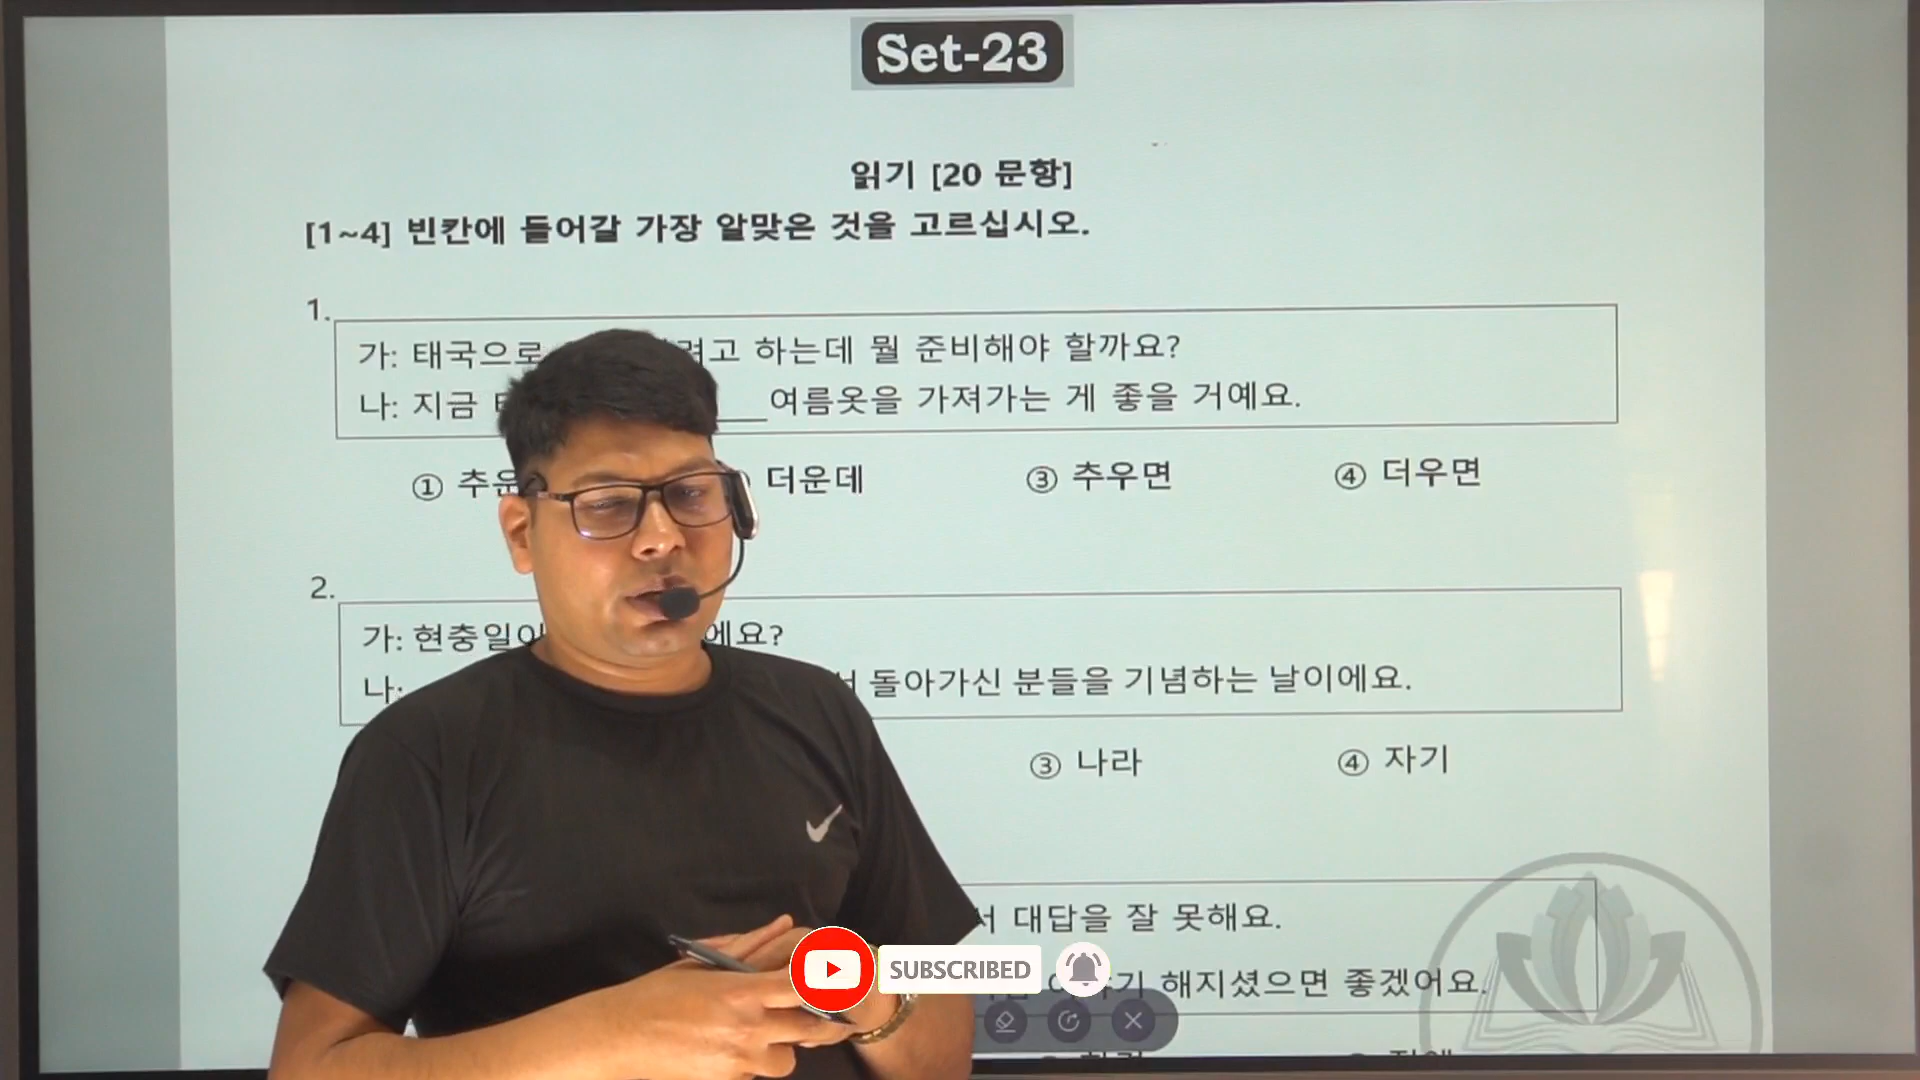 Set-23
읽기 [20 문항]
[1~4] 빈칸에 들어갈 가장 알맞은 것을 고르십시오.
1.
가: 태국으로 하는데 뭘 준비해야 할까요?
나: 지금 ____여름옷을 가져가는 게 좋을 거예요.
① 더운데 ③ 추우면 ④ 더우면
2.
가: 현충일이
나: 돌아가신 분들을 기념하는 날이에요.
③ 나라 ④ 자기
대답을 잘 못해요.
해지셨으면 좋겠어요.
SUBSCRIBED